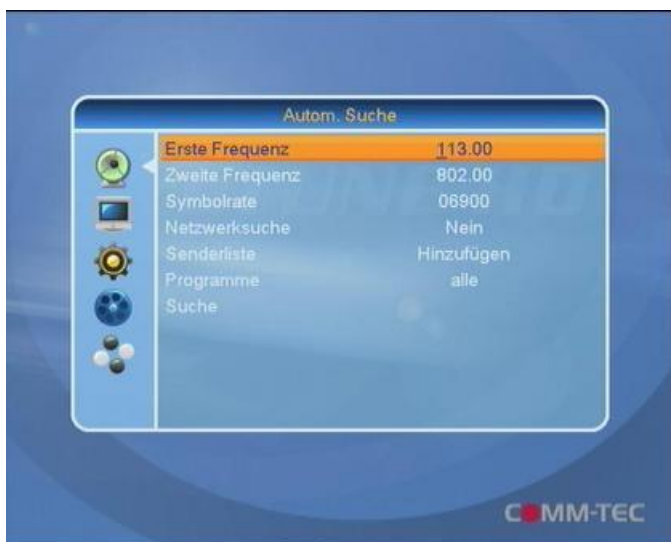 Autom. Suche
Erste Frequenz 113.00
Zweite Frequenz 802.00
Symbolrate 06900
Netzwerksuche Nein
Senderliste Hinzufügen
Programme alle
Suche
COMM-TEC